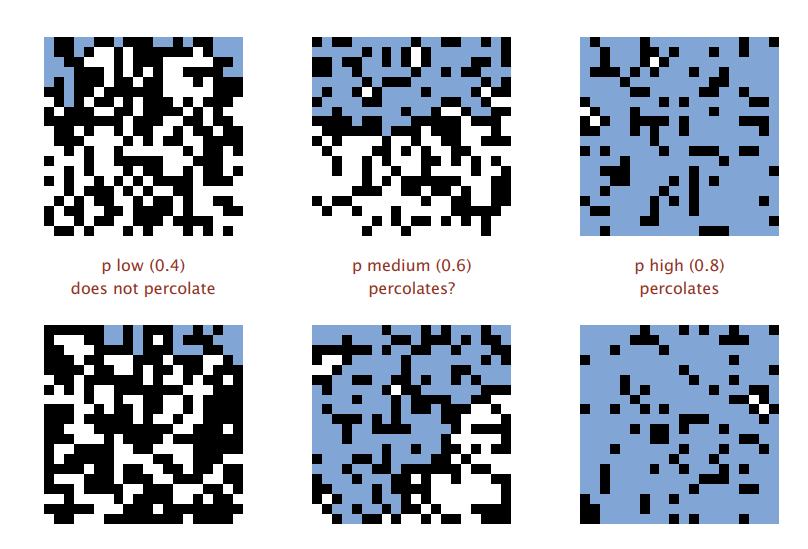 p low (0.4)
does not percolate
p medium (0.6)
percolates?
p high (0.8)
percolates